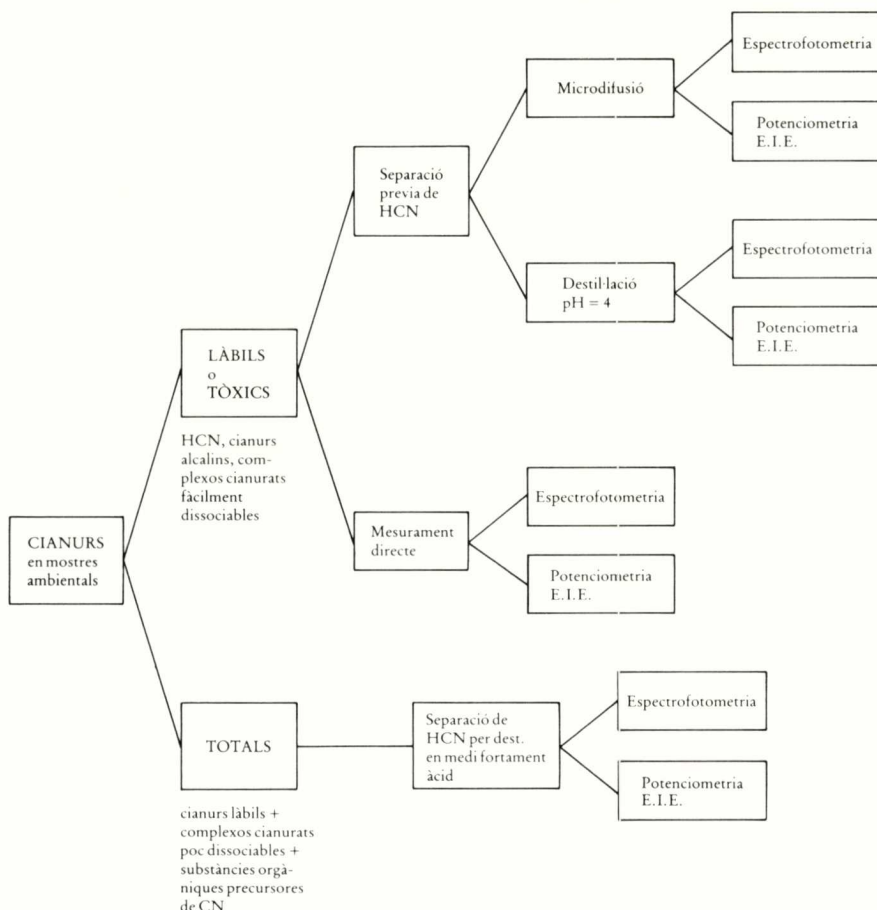 Espectrofotometria
Microdifusió
Potenciometria
E.I.E.
Separació
previa de
HCN
Espectrofotometria
Destil·lació
pH = 4
Potenciometria
E.I.E.
LÀBILS
o
TÒXICS
HCN, cianurs
alcalins, com-
plexos cianurats
fàcilment
dissociables
Espectrofotometria
Mesurament
directe
Potenciometria
E.I.E.
CIANURS
en mostres
ambientals
TOTALS
cianurs làbils +
complexos cianurats
poc dissociables +
substàncies orgà-
niques precursores
de CN
Separació de
HCN per dest.
en medi fortament
àcid
Espectrofotometria
Potenciometria
E.I.E.